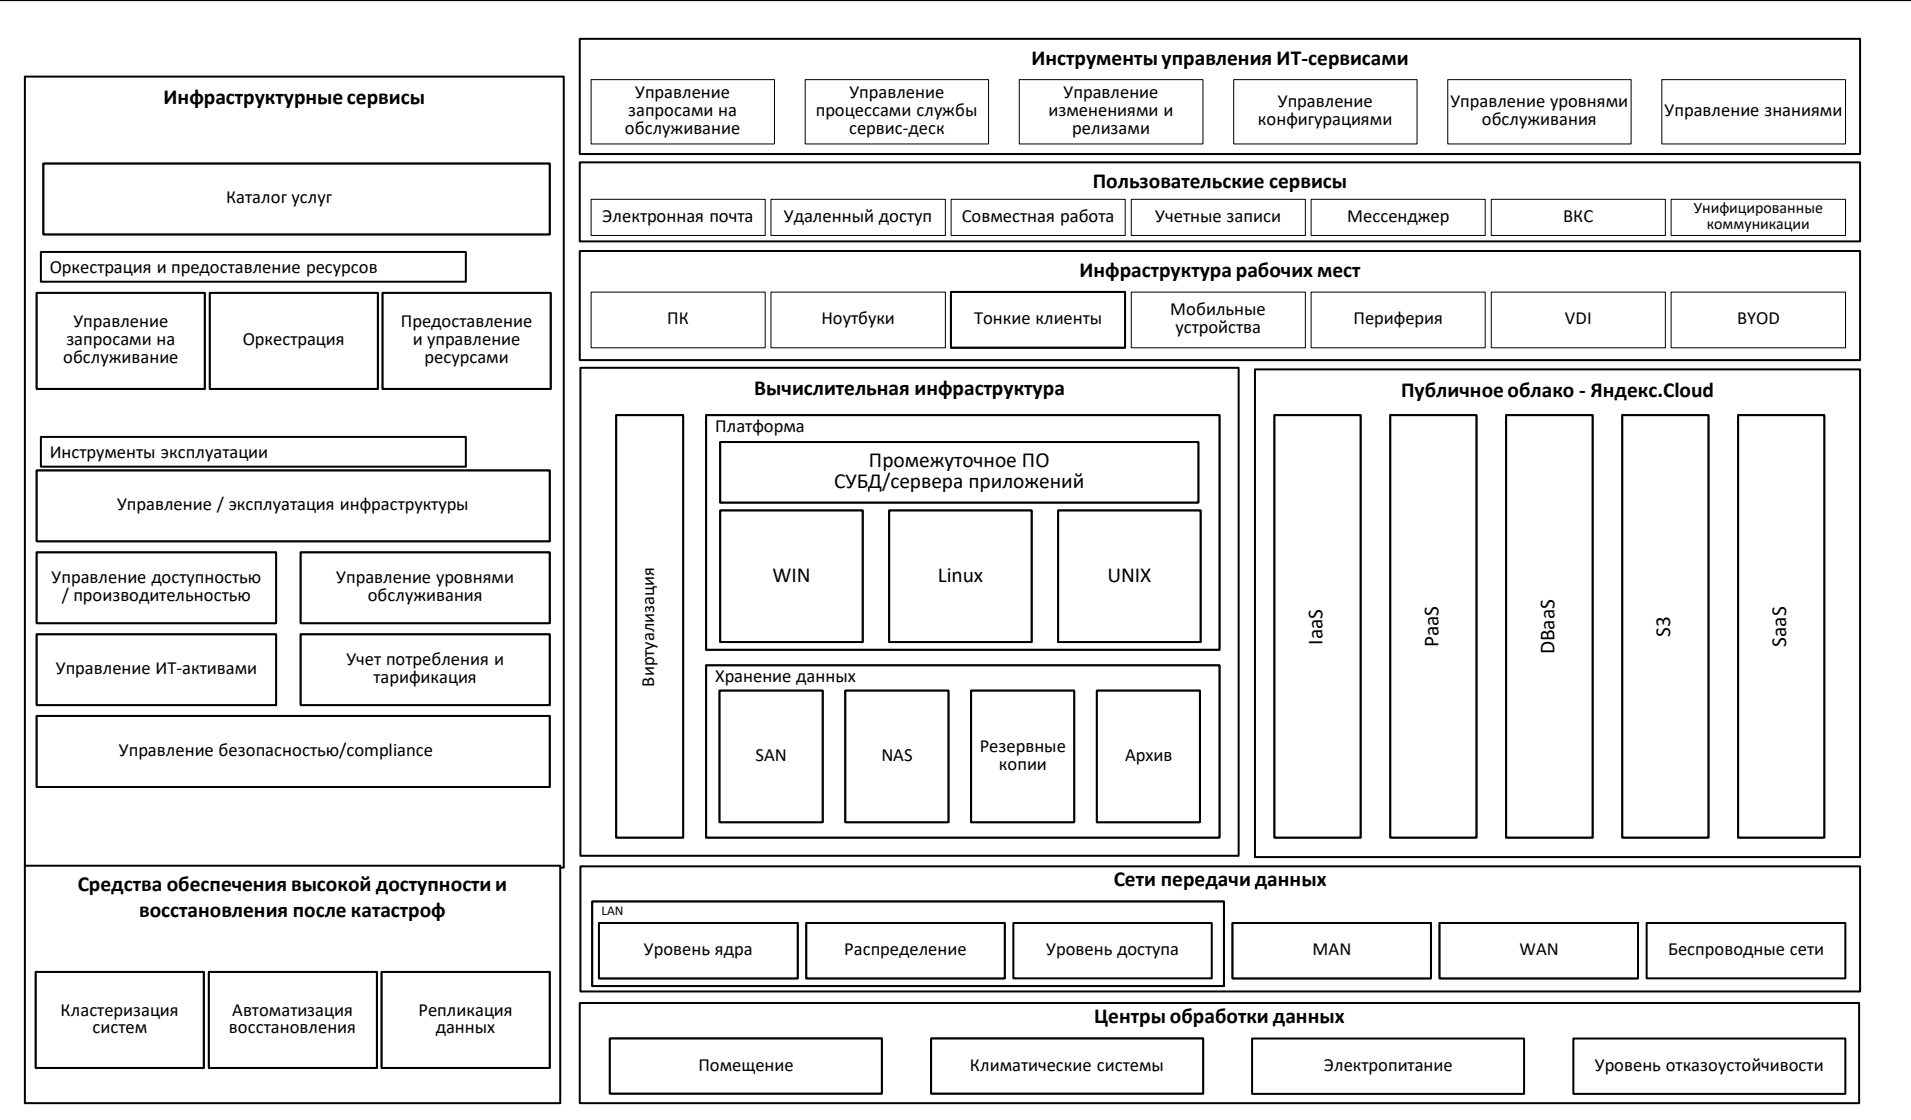 Инфраструктурные сервисы
Каталог услуг
Оркестрация и предоставление ресурсов
Управление
запросами на
обслуживание
Оркестрация
Предоставление
и управление
ресурсами
Инструменты эксплуатации
Управление / эксплуатация инфраструктуры
Управление доступностью
/ производительностью
Управление уровнями
обслуживания
Управление ИТ-активами
Учет потребления и
тарификация
Управление безопасностью/compliance
Средства обеспечения высокой доступности и
восстановления после катастроф
Кластеризация
систем
Автоматизация
восстановления
Репликация
данных
Инструменты управления ИТ-сервисами
Управление
запросами на
обслуживание
Управление
процессами службы
сервис-деск
Управление
изменениями и
релизами
Управление
конфигурациями
Управление уровнями
обслуживания
Управление знаниями
Пользовательские сервисы
Электронная почта
Удаленный доступ
Совместная работа
Учетные записи
Мессенджер
ВКС
Унифицированные
коммуникации
Инфраструктура рабочих мест
ПК
Ноутбуки
Тонкие клиенты
Мобильные
устройства
Периферия
VDI
BYOD
Вычислительная инфраструктура
Виртуализация
Платформа
Промежуточное ПО
СУБД/сервера приложений
WIN
Linux
UNIX
Хранение данных
SAN
NAS
Резервные
копии
Архив
Публичное облако - Яндекс.Cloud
IaaS
PaaS
DBaaS
S3
SaaS
Сети передачи данных
LAN
Уровень ядра
Распределение
Уровень доступа
MAN
WAN
Беспроводные сети
Центры обработки данных
Помещение
Климатические системы
Электропитание
Уровень отказоустойчивости